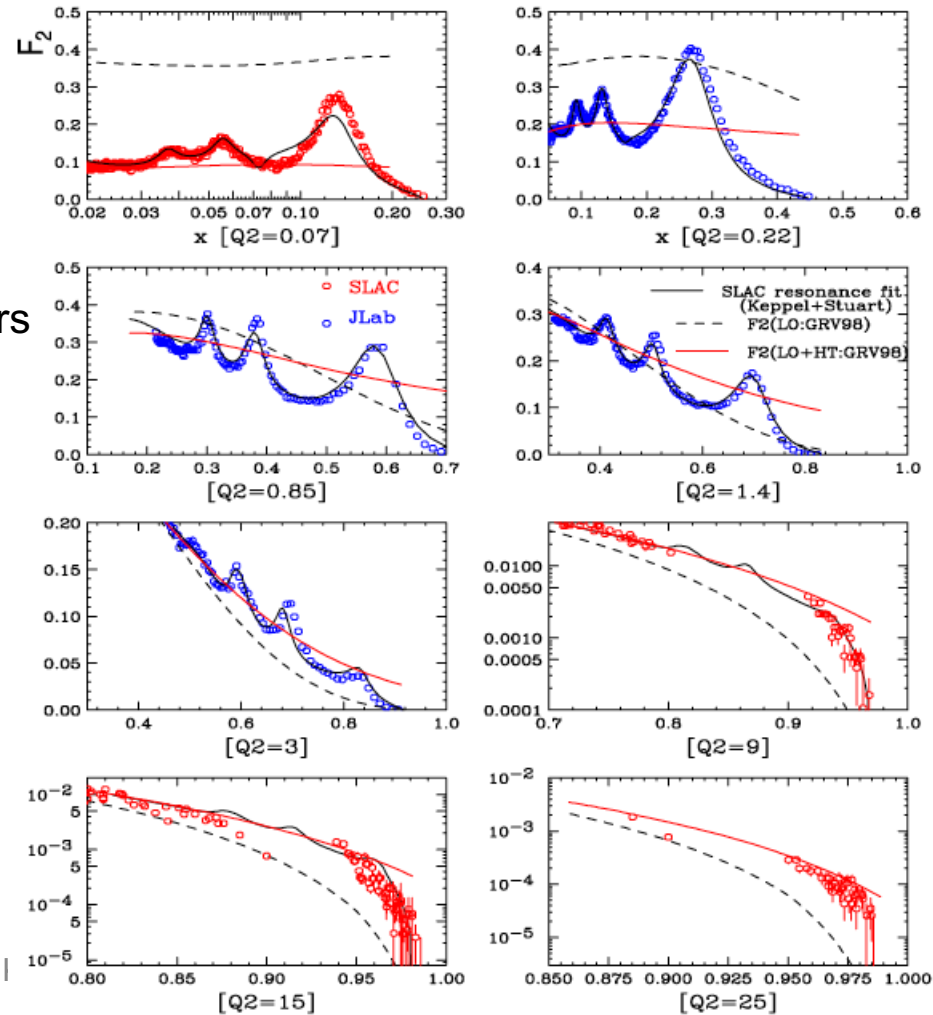 F2
0.5 0.4 0.3 0.2 0.1 0.0
0.02 0.03 0.05 0.07 0.10 0.20 0.30
x [Q2=0.07]
0.5 0.4 0.3 0.2 0.1 0.0
0.1 0.2 0.3 0.4 0.5 0.6
x [Q2=0.22]
rs
0.5 0.4 0.3 0.2 0.1 0.0
SLAC
JLab
0.1 0.2 0.3 0.4 0.5 0.6 0.7
[Q2=0.85]
0.4 0.3 0.2 0.1 0.0
SLAC resonance fit
(Keppel+Stuart)
F2(LO:GRV98)
F2(LO+HT:GRV98)
0.4 0.6 0.8 1.0
[Q2=1.4]
0.20 0.15 0.10 0.05 0.00
0.4 0.6 0.8 1.0
[Q2=3]
0.0100 0.0050 0.0010 0.0005 0.0001
0.7 0.8 0.9 1.0
[Q2=9]
10⁻² 5 10⁻³ 5 10⁻⁴ 5 10⁻⁵
0.80 0.85 0.90 0.95 1.00
[Q2=15]
10⁻² 10⁻³ 10⁻⁴ 10⁻⁵
0.850 0.875 0.900 0.925 0.950 0.975 1.000
[Q2=25]